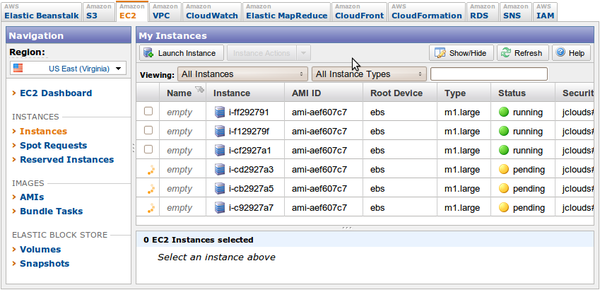 AWS Amazon Amazon Amazon Amazon Amazon Amazon AWS Amazon Amazon AWS
Elastic Beanstalk S3 EC2 VPC CloudWatch Elastic MapReduce CloudFront CloudFormation RDS SNS IAM
Navigation
Region:
US East (Virginia)
EC2 Dashboard
INSTANCES
Instances
Spot Requests
Reserved Instances
IMAGES
AMIs
Bundle Tasks
ELASTIC BLOCK STORE
Volumes
Snapshots
My Instances
Launch Instance Instance Actions Show/Hide Refresh Help
Viewing: All Instances All Instance Types
Name Instance AMI ID Root Device Type Status Securit
empty i-ff292791 ami-aef607c7 ebs m1.large running jclouds#
empty i-f129279f ami-aef607c7 ebs m1.large running jclouds#
empty i-cf2927a1 ami-aef607c7 ebs m1.large running jclouds#
empty i-cd2927a3 ami-aef607c7 ebs m1.large pending jclouds#
empty i-cb2927a5 ami-aef607c7 ebs m1.large pending jclouds#
empty i-c92927a7 ami-aef607c7 ebs m1.large pending jclouds#
0 EC2 Instances selected
Select an instance above